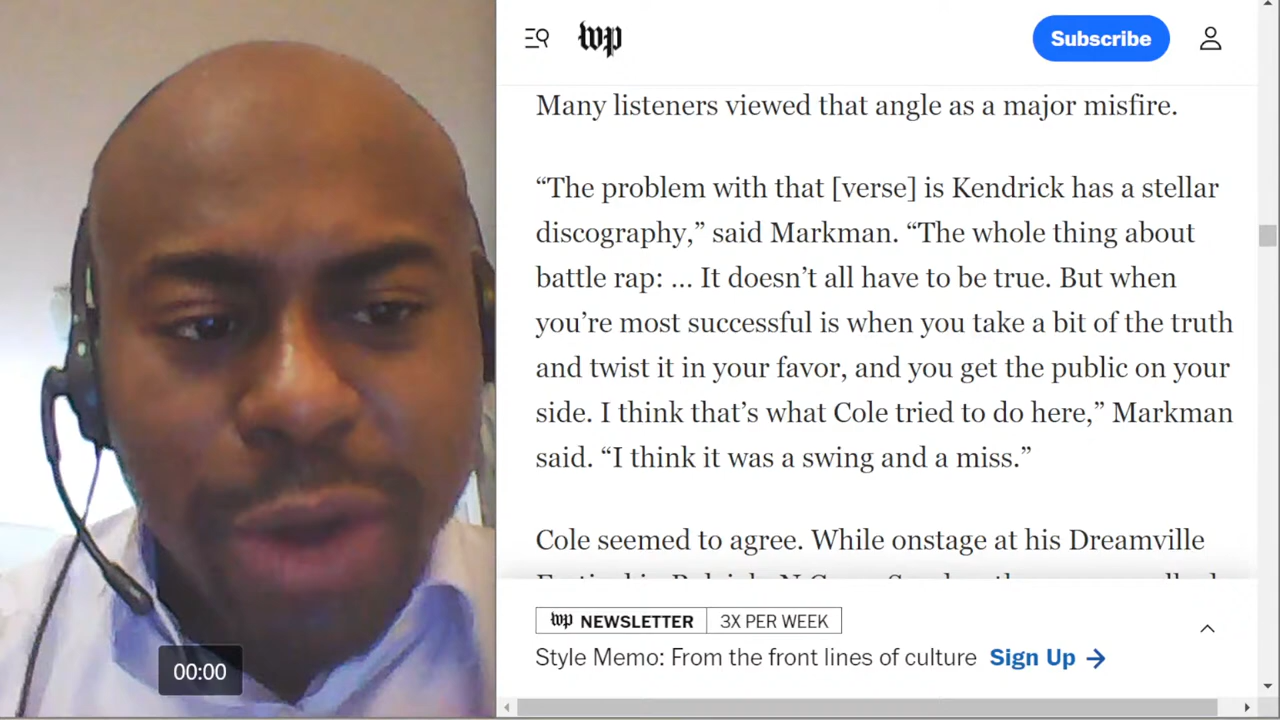 wp
Subscribe
Many listeners viewed that angle as a major misfire.
“The problem with that [verse] is Kendrick has a stellar
discography,” said Markman. “The whole thing about
battle rap: ... It doesn’t all have to be true. But when
you’re most successful is when you take a bit of the truth
and twist it in your favor, and you get the public on your
side. I think that’s what Cole tried to do here,” Markman
said. “I think it was a swing and a miss.”
Cole seemed to agree. While onstage at his Dreamville
wp NEWSLETTER 3X PER WEEK
Style Memo: From the front lines of culture Sign Up →
00:00